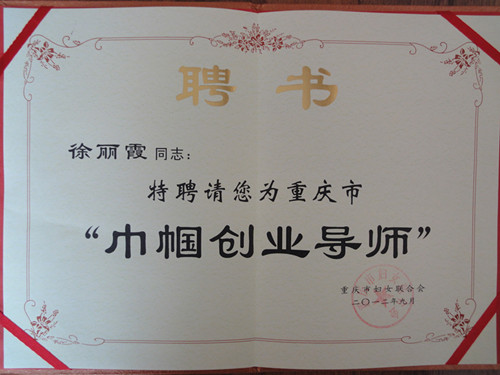 聘书
徐丽霞同志：
特聘请您为重庆市
“巾帼创业导师”
重庆市妇女联合会
二〇一二年九月